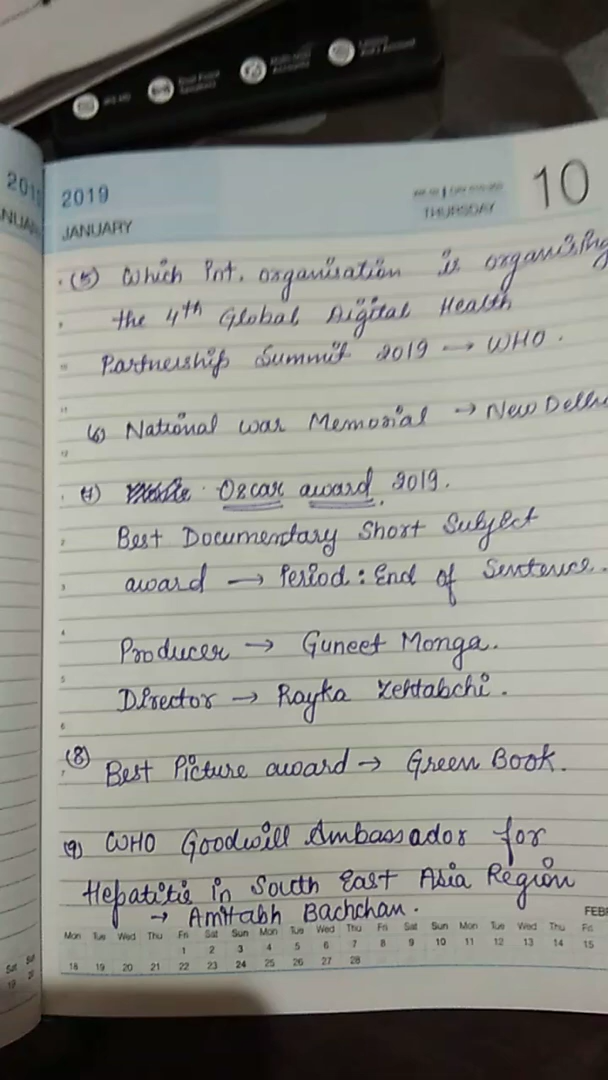 2019
JANUARY
THURSDAY
10
(5) Which int. organisation is organising
the 4th Global Digital Health
Partnership Summit 2019 → WHO.
(6) National War Memorial → New Delhi
(7) Oscar award 2019.
Best Documentary Short Subject
award → Period: End of Sentence.
Producer → Guneet Monga.
Director → Rayka Zehtabchi.
(8)
Best Picture award → Green Book.
(9) WHO Goodwill Ambassador for
Hepatitis in South East Asia Region
→ Amitabh Bachchan.
Mon Tue Wed Thu Fri Sat Sun Mon Tue Wed Thu Fri Sat Sun Mon Tue Wed Thu Fri
1 2 3 4 5 6 7 8 9 10 11 12 13 14 15
18 19 20 21 22 23 24 25 26 27 28